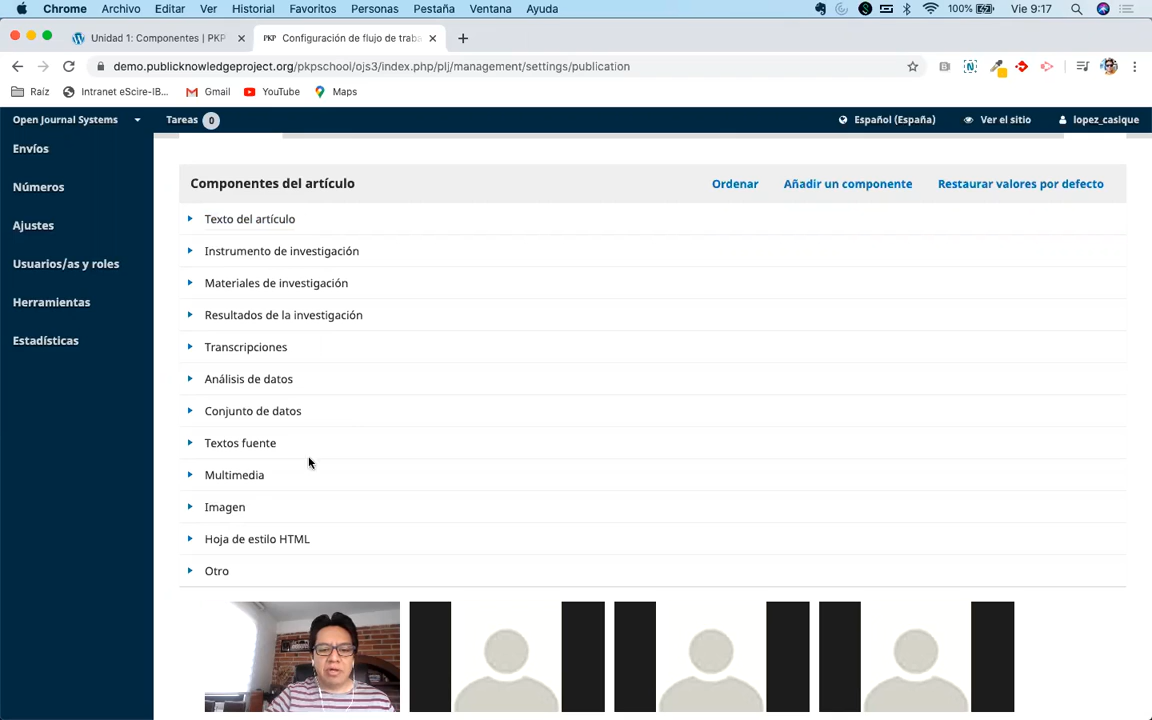 Chrome Archivo Editar Ver Historial Favoritos Personas Pestaña Ventana Ayuda 100% Vie 9:17
Unidad 1: Componentes | PKP Configuración de flujo de traba
demo.publicknowledgeproject.org/pkpschool/ojs3/index.php/plj/management/settings/publication
Raíz Intranet eScire-IB... Gmail YouTube Maps
Open Journal Systems Tareas 0 Español (España) Ver el sitio lopez_casique
Envíos
Números
Ajustes
Usuarios/as y roles
Herramientas
Estadísticas
Componentes del artículo Ordenar Añadir un componente Restaurar valores por defecto
Texto del artículo
Instrumento de investigación
Materiales de investigación
Resultados de la investigación
Transcripciones
Análisis de datos
Conjunto de datos
Textos fuente
Multimedia
Imagen
Hoja de estilo HTML
Otro